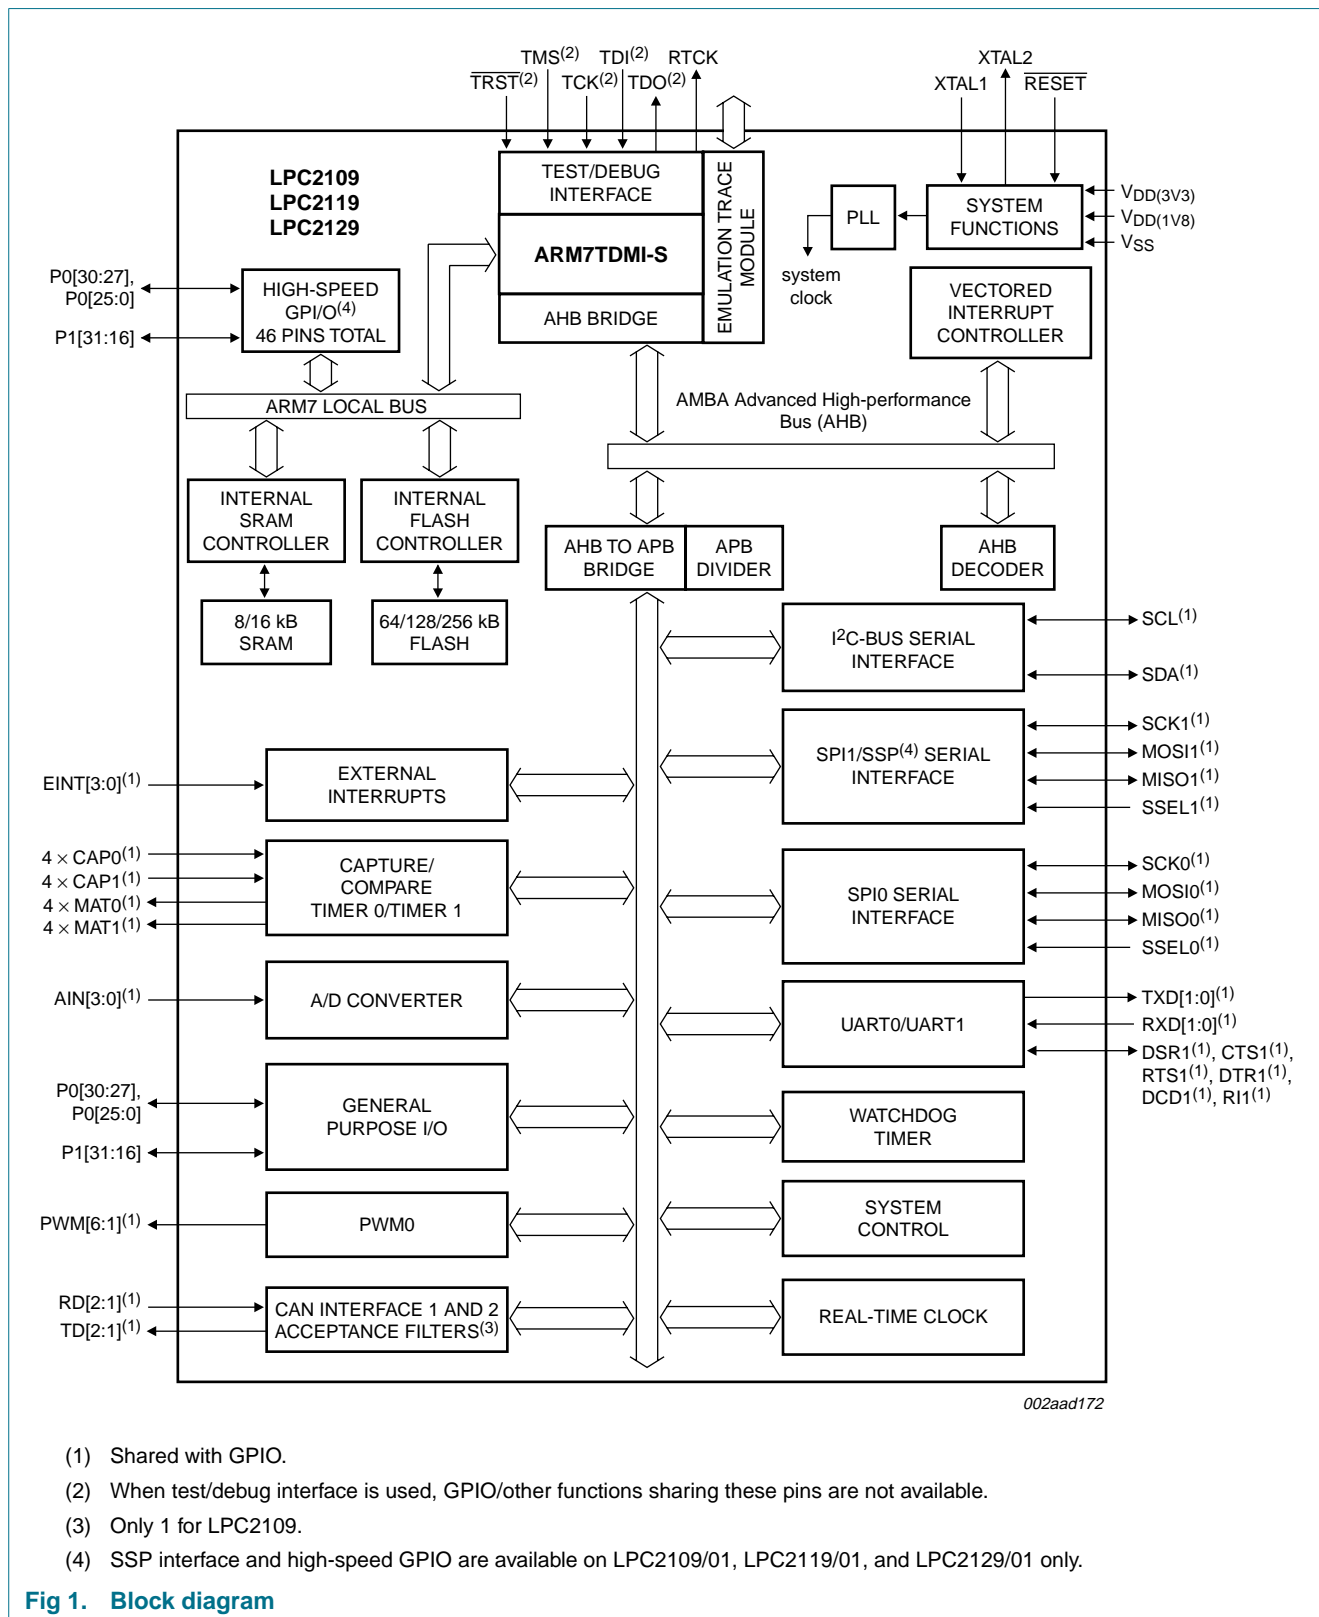 TMS(2) TDI(2) RTCK
TRST(2) TCK(2) TDO(2)
XTAL2
XTAL1 RESET
LPC2109
LPC2119
LPC2129
TEST/DEBUG
INTERFACE
ARM7TDMI-S
AHB BRIDGE
EMULATION TRACE
MODULE
PLL
system
clock
SYSTEM
FUNCTIONS
VDD(3V3)
VDD(1V8)
VSS
P0[30:27],
P0[25:0]
P1[31:16]
HIGH-SPEED
GPI/O(4)
46 PINS TOTAL
VECTORED
INTERRUPT
CONTROLLER
ARM7 LOCAL BUS
AMBA Advanced High-performance
Bus (AHB)
INTERNAL
SRAM
CONTROLLER
INTERNAL
FLASH
CONTROLLER
8/16 kB
SRAM
64/128/256 kB
FLASH
AHB TO APB
BRIDGE
APB
DIVIDER
AHB
DECODER
I2C-BUS SERIAL
INTERFACE
SCL(1)
SDA(1)
SPI1/SSP(4) SERIAL
INTERFACE
SCK1(1)
MOSI1(1)
MISO1(1)
SSEL1(1)
EINT[3:0](1)
EXTERNAL
INTERRUPTS
4 × CAP0(1)
4 × CAP1(1)
4 × MAT0(1)
4 × MAT1(1)
CAPTURE/
COMPARE
TIMER 0/TIMER 1
SPI0 SERIAL
INTERFACE
SCK0(1)
MOSI0(1)
MISO0(1)
SSEL0(1)
AIN[3:0](1)
A/D CONVERTER
UART0/UART1
TXD[1:0](1)
RXD[1:0](1)
DSR1(1), CTS1(1),
RTS1(1), DTR1(1),
DCD1(1), RI1(1)
P0[30:27],
P0[25:0]
P1[31:16]
GENERAL
PURPOSE I/O
WATCHDOG
TIMER
PWM[6:1](1)
PWM0
SYSTEM
CONTROL
RD[2:1](1)
TD[2:1](1)
CAN INTERFACE 1 AND 2
ACCEPTANCE FILTERS(3)
REAL-TIME CLOCK
002aad172
(1) Shared with GPIO.
(2) When test/debug interface is used, GPIO/other functions sharing these pins are not available.
(3) Only 1 for LPC2109.
(4) SSP interface and high-speed GPIO are available on LPC2109/01, LPC2119/01, and LPC2129/01 only.
Fig 1. Block diagram